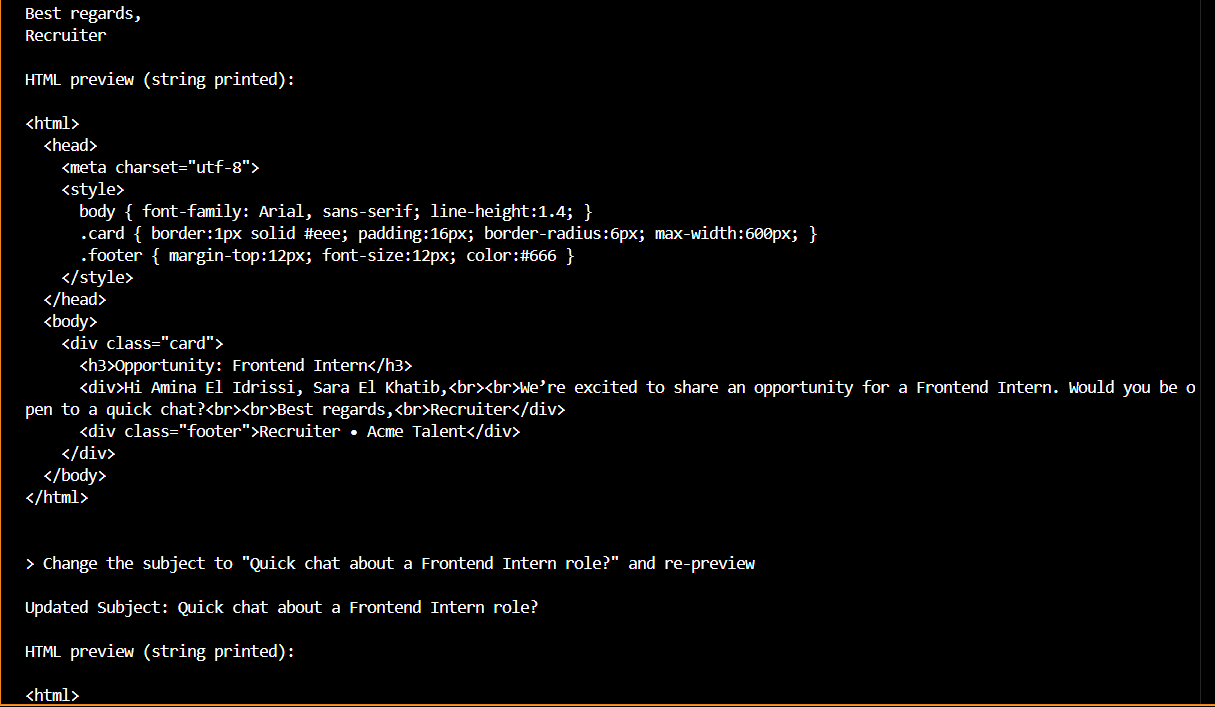 Best regards,
Recruiter
HTML preview (string printed):
<html>
  <head>
    <meta charset="utf-8">
    <style>
      body { font-family: Arial, sans-serif; line-height:1.4; }
      .card { border:1px solid #eee; padding:16px; border-radius:6px; max-width:600px; }
      .footer { margin-top:12px; font-size:12px; color:#666 }
    </style>
  </head>
  <body>
    <div class="card">
      <h3>Opportunity: Frontend Intern</h3>
      <div>Hi Amina El Idrissi, Sara El Khatib,<br><br>We’re excited to share an opportunity for a Frontend Intern. Would you be o
pen to a quick chat?<br><br>Best regards,<br>Recruiter</div>
      <div class="footer">Recruiter • Acme Talent</div>
    </div>
  </body>
</html>
> Change the subject to "Quick chat about a Frontend Intern role?" and re-preview
Updated Subject: Quick chat about a Frontend Intern role?
HTML preview (string printed):
<html>